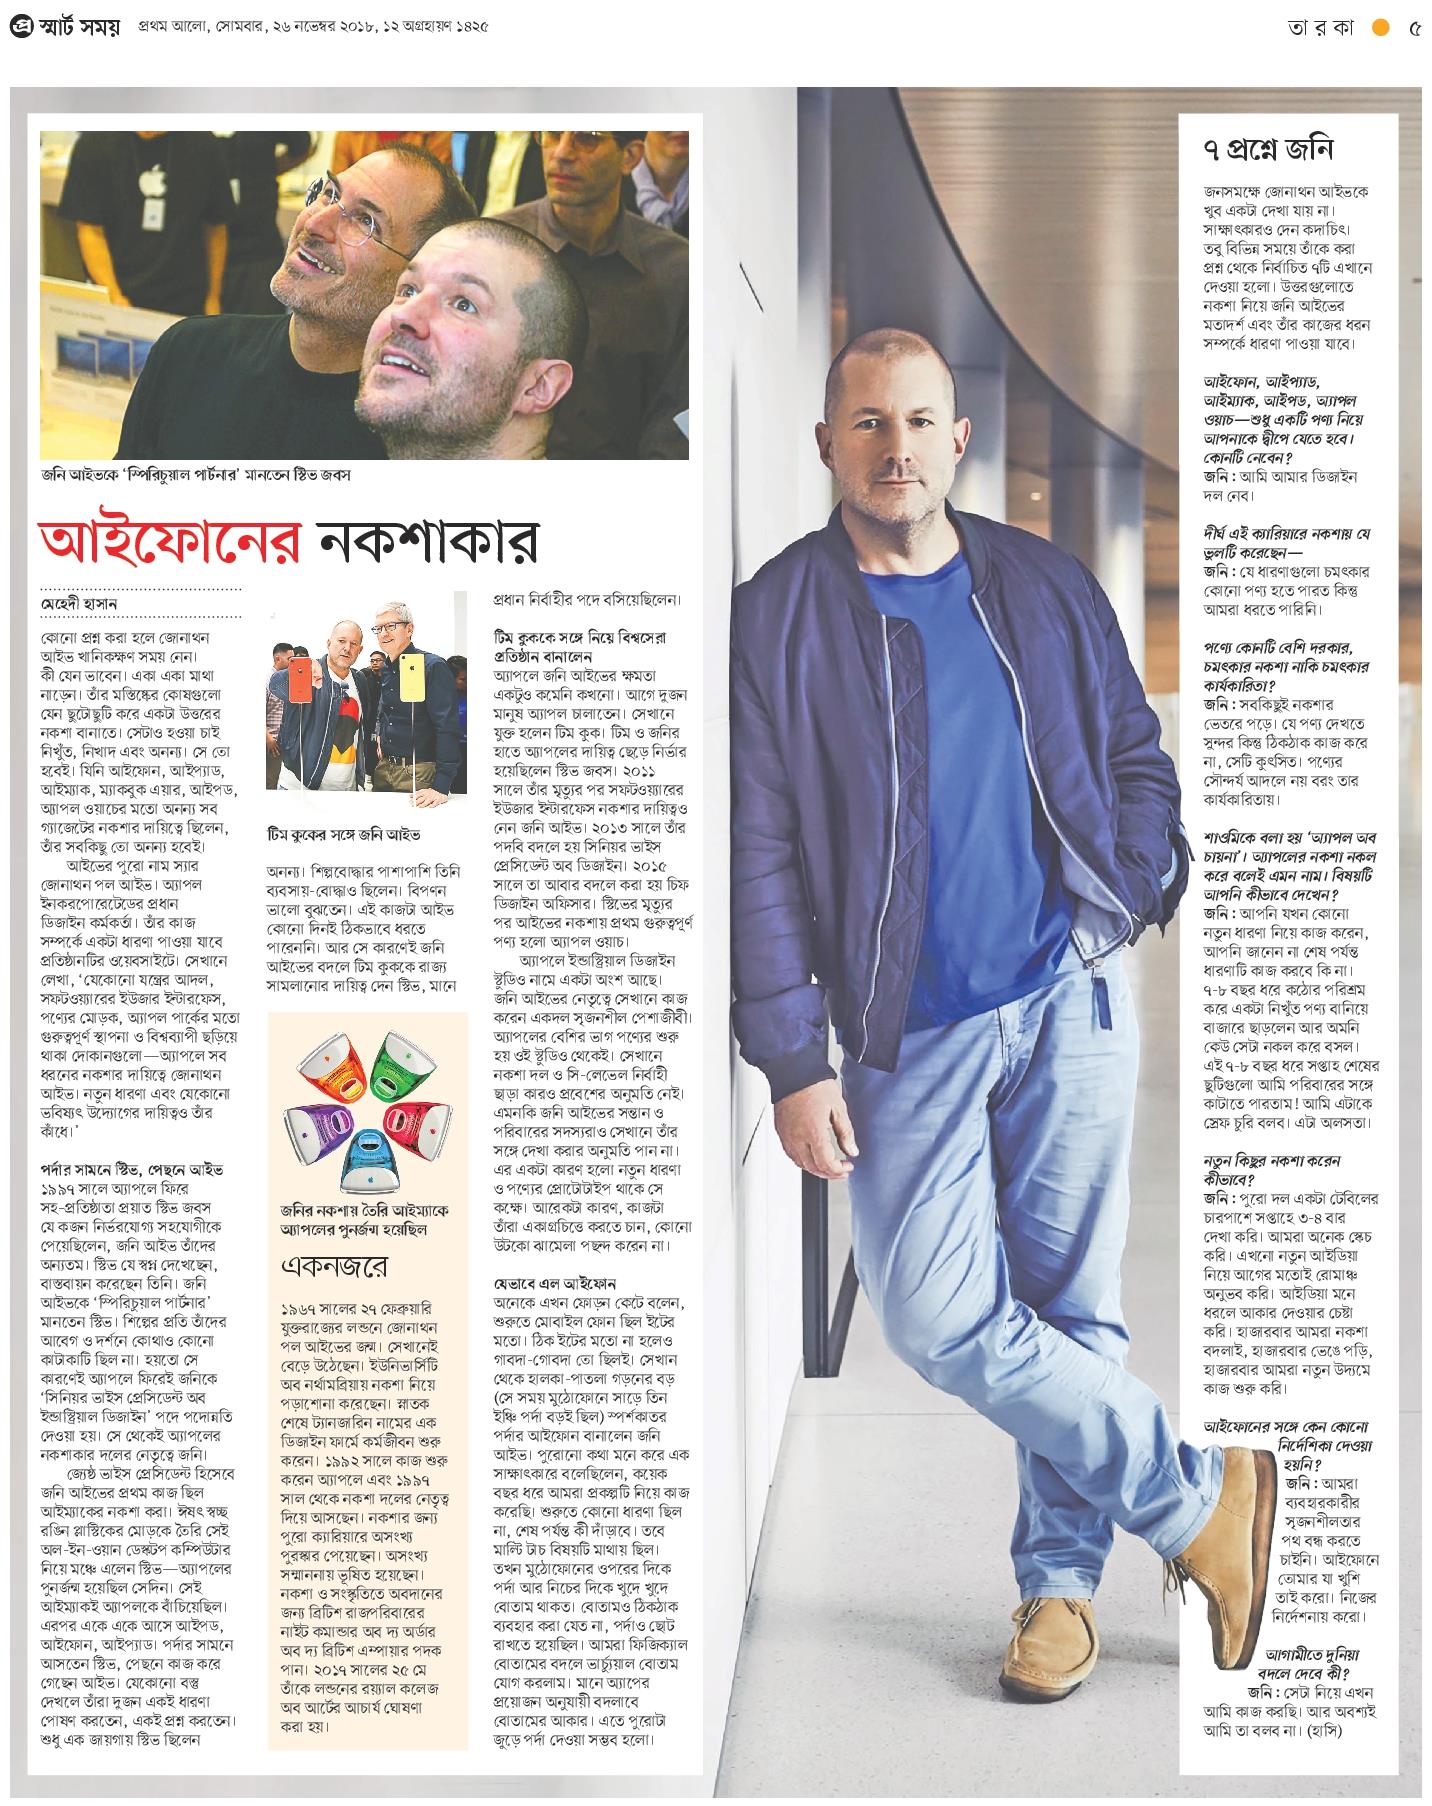 প্র স্মার্ট সময়
প্রথম আলো, সোমবার, ২৬ নভেম্বর ২০১৮, ১২ অগ্রহায়ণ ১৪২৫
তা র কা
৫
জনি আইভকে ‘স্পিরিচুয়াল পার্টনার’ মানতেন স্টিভ জবস
আইফোনের নকশাকার
মেহেদী হাসান
কোনো প্রশ্ন করা হলে জোনাথন
আইভ খানিকক্ষণ সময় নেন।
কী যেন ভাবেন। একা একা মাথা
নাড়েন। তাঁর মস্তিষ্কের কোষগুলো
যেন ছুটোছুটি করে একটা উত্তরের
নকশা বানাতে। সেটাও হওয়া চাই
নিখুঁত, নিখাদ এবং অনন্য। সে তো
হবেই। যিনি আইফোন, আইপ্যাড,
আইম্যাক, ম্যাকবুক এয়ার, আইপড,
অ্যাপল ওয়াচের মতো অনন্য সব
গ্যাজেটের নকশার দায়িত্বে ছিলেন,
তাঁর সবকিছু তো অনন্য হবেই।
আইভের পুরো নাম স্যার
জোনাথন পল আইভ। অ্যাপল
ইনকরপোরেটেডের প্রধান
ডিজাইন কর্মকর্তা। তাঁর কাজ
সম্পর্কে একটা ধারণা পাওয়া যাবে
প্রতিষ্ঠানটির ওয়েবসাইটে। সেখানে
লেখা, ‘যেকোনো যন্ত্রের আদল,
সফটওয়্যারের ইউজার ইন্টারফেস,
পণ্যের মোড়ক, অ্যাপল পার্কের মতো
গুরুত্বপূর্ণ স্থাপনা ও বিশ্বব্যাপী ছড়িয়ে
থাকা দোকানগুলো—অ্যাপলে সব
ধরনের নকশার দায়িত্বে জোনাথন
আইভ। নতুন ধারণা এবং যেকোনো
ভবিষ্যৎ উদ্যোগের দায়িত্বও তাঁর
কাঁধে।’
পর্দার সামনে স্টিভ, পেছনে আইভ
১৯৯৭ সালে অ্যাপলে ফিরে
সহ-প্রতিষ্ঠাতা প্রয়াত স্টিভ জবস
যে কজন নির্ভরযোগ্য সহযোগীকে
পেয়েছিলেন, জনি আইভ তাঁদের
অন্যতম। স্টিভ যে স্বপ্ন দেখেছেন,
বাস্তবায়ন করেছেন তিনি। জনি
আইভকে ‘স্পিরিচুয়াল পার্টনার’
মানতেন স্টিভ। শিল্পের প্রতি তাঁদের
আবেগ ও দর্শনে কোথাও কোনো
কাটাকাটি ছিল না। হয়তো সে
কারণেই অ্যাপলে ফিরেই জনিকে
‘সিনিয়র ভাইস প্রেসিডেন্ট অব
ইন্ডাস্ট্রিয়াল ডিজাইন’ পদে পদোন্নতি
দেওয়া হয়। সে থেকেই অ্যাপলের
নকশাকার দলের নেতৃত্বে জনি।
জ্যেষ্ঠ ভাইস প্রেসিডেন্ট হিসেবে
জনি আইভের প্রথম কাজ ছিল
আইম্যাকের নকশা করা। ঈষৎ স্বচ্ছ
রঙিন প্লাস্টিকের মোড়কে তৈরি সেই
অল-ইন-ওয়ান ডেস্কটপ কম্পিউটার
নিয়ে মঞ্চে এলেন স্টিভ—অ্যাপলের
পুনর্জন্ম হয়েছিল সেদিন। সেই
আইম্যাকই অ্যাপলকে বাঁচিয়েছিল।
এরপর একে একে আসে আইপড,
আইফোন, আইপ্যাড। পর্দার সামনে
আসতেন স্টিভ, পেছনে কাজ করে
গেছেন আইভ। যেকোনো বস্তু
দেখলে তাঁরা দুজন একই ধারণা
পোষণ করতেন, একই প্রশ্ন করতেন।
শুধু এক জায়গায় স্টিভ ছিলেন
টিম কুকের সঙ্গে জনি আইভ
অনন্য। শিল্পবোদ্ধার পাশাপাশি তিনি
ব্যবসায়-বোদ্ধাও ছিলেন। বিপণন
ভালো বুঝতেন। এই কাজটা আইভ
কোনো দিনই ঠিকভাবে ধরতে
পারেননি। আর সে কারণেই জনি
আইভের বদলে টিম কুককে রাজ্য
সামলানোর দায়িত্ব দেন স্টিভ, মানে
জনির নকশায় তৈরি আইম্যাকে
অ্যাপলের পুনর্জন্ম হয়েছিল
একনজরে
১৯৬৭ সালের ২৭ ফেব্রুয়ারি
যুক্তরাজ্যের লন্ডনে জোনাথন
পল আইভের জন্ম। সেখানেই
বেড়ে উঠেছেন। ইউনিভার্সিটি
অব নর্থামব্রিয়ায় নকশা নিয়ে
পড়াশোনা করেছেন। স্নাতক
শেষে ট্যানজারিন নামের এক
ডিজাইন ফার্মে কর্মজীবন শুরু
করেন। ১৯৯২ সালে কাজ শুরু
করেন অ্যাপলে এবং ১৯৯৭
সাল থেকে নকশা দলের নেতৃত্ব
দিয়ে আসছেন। নকশার জন্য
পুরো ক্যারিয়ারে অসংখ্য
পুরস্কার পেয়েছেন। অসংখ্য
সম্মাননায় ভূষিত হয়েছেন।
নকশা ও সংস্কৃতিতে অবদানের
জন্য ব্রিটিশ রাজপরিবারের
নাইট কমান্ডার অব দ্য অর্ডার
অব দ্য ব্রিটিশ এম্পায়ার পদক
পান। ২০১৭ সালের ২৫ মে
তাঁকে লন্ডনের রয়্যাল কলেজ
অব আর্টের আচার্য ঘোষণা
করা হয়।
প্রধান নির্বাহীর পদে বসিয়েছিলেন।
টিম কুককে সঙ্গে নিয়ে বিশ্বসেরা
প্রতিষ্ঠান বানালেন
অ্যাপলে জনি আইভের ক্ষমতা
একটুও কমেনি কখনো। আগে দুজন
মানুষ অ্যাপল চালাতেন। সেখানে
যুক্ত হলেন টিম কুক। টিম ও জনির
হাতে অ্যাপলের দায়িত্ব ছেড়ে নির্ভার
হয়েছিলেন স্টিভ জবস। ২০১১
সালে তাঁর মৃত্যুর পর সফটওয়্যারের
ইউজার ইন্টারফেস নকশার দায়িত্বও
নেন জনি আইভ। ২০১৩ সালে তাঁর
পদবি বদলে হয় সিনিয়র ভাইস
প্রেসিডেন্ট অব ডিজাইন। ২০১৫
সালে তা আবার বদলে করা হয় চিফ
ডিজাইন অফিসার। স্টিভের মৃত্যুর
পর আইভের নকশায় প্রথম গুরুত্বপূর্ণ
পণ্য হলো অ্যাপল ওয়াচ।
অ্যাপলে ইন্ডাস্ট্রিয়াল ডিজাইন
স্টুডিও নামে একটা অংশ আছে।
জনি আইভের নেতৃত্বে সেখানে কাজ
করেন একদল সৃজনশীল পেশাজীবী।
অ্যাপলের বেশির ভাগ পণ্যের শুরু
হয় ওই স্টুডিও থেকেই। সেখানে
নকশা দল ও সি-লেভেল নির্বাহী
ছাড়া কারও প্রবেশের অনুমতি নেই।
এমনকি জনি আইভের সন্তান ও
পরিবারের সদস্যরাও সেখানে তাঁর
সঙ্গে দেখা করার অনুমতি পান না।
এর একটা কারণ হলো নতুন ধারণা
ও পণ্যের প্রোটোটাইপ থাকে সে
কক্ষে। আরেকটা কারণ, কাজটা
তাঁরা একাগ্রচিত্তে করতে চান, কোনো
উটকো ঝামেলা পছন্দ করেন না।
যেভাবে এল আইফোন
অনেকে এখন ফোড়ন কেটে বলেন,
শুরুতে মোবাইল ফোন ছিল ইটের
মতো। ঠিক ইটের মতো না হলেও
গাবদা-গোবদা তো ছিলই। সেখান
থেকে হালকা-পাতলা গড়নের বড়
(সে সময় মুঠোফোনে সাড়ে তিন
ইঞ্চি পর্দা বড়ই ছিল) স্পর্শকাতর
পর্দার আইফোন বানালেন জনি
আইভ। পুরোনো কথা মনে করে এক
সাক্ষাৎকারে বলেছিলেন, কয়েক
বছর ধরে আমরা প্রকল্পটি নিয়ে কাজ
করেছি। শুরুতে কোনো ধারণা ছিল
না, শেষ পর্যন্ত কী দাঁড়াবে। তবে
মাল্টি টাচ বিষয়টি মাথায় ছিল।
তখন মুঠোফোনের ওপরের দিকে
পর্দা আর নিচের দিকে খুদে খুদে
বোতাম থাকত। বোতামও ঠিকঠাক
ব্যবহার করা যেত না, পর্দাও ছোট
রাখতে হয়েছিল। আমরা ফিজিক্যাল
বোতামের বদলে ভার্চ্যুয়াল বোতাম
যোগ করলাম। মানে অ্যাপের
প্রয়োজন অনুযায়ী বদলাবে
বোতামের আকার। এতে পুরোটা
জুড়ে পর্দা দেওয়া সম্ভব হলো।
৭ প্রশ্নে জনি
জনসমক্ষে জোনাথন আইভকে
খুব একটা দেখা যায় না।
সাক্ষাৎকারও দেন কদাচিৎ।
তবু বিভিন্ন সময়ে তাঁকে করা
প্রশ্ন থেকে নির্বাচিত ৭টি এখানে
দেওয়া হলো। উত্তরগুলোতে
নকশা নিয়ে জনি আইভের
মতাদর্শ এবং তাঁর কাজের ধরন
সম্পর্কে ধারণা পাওয়া যাবে।
আইফোন, আইপ্যাড,
আইম্যাক, আইপড, অ্যাপল
ওয়াচ—শুধু একটি পণ্য নিয়ে
আপনাকে দ্বীপে যেতে হবে।
কোনটি নেবেন?
জনি : আমি আমার ডিজাইন
দল নেব।
দীর্ঘ এই ক্যারিয়ারে নকশায় যে
ভুলটি করেছেন—
জনি : যে ধারণাগুলো চমৎকার
কোনো পণ্য হতে পারত কিন্তু
আমরা ধরতে পারিনি।
পণ্যে কোনটি বেশি দরকার,
চমৎকার নকশা নাকি চমৎকার
কার্যকারিতা?
জনি : সবকিছুই নকশার
ভেতরে পড়ে। যে পণ্য দেখতে
সুন্দর কিন্তু ঠিকঠাক কাজ করে
না, সেটি কুৎসিত। পণ্যের
সৌন্দর্য আদলে নয় বরং তার
কার্যকারিতায়।
শাওমিকে বলা হয় ‘অ্যাপল অব
চায়না’। অ্যাপলের নকশা নকল
করে বলেই এমন নাম। বিষয়টি
আপনি কীভাবে দেখেন?
জনি : আপনি যখন কোনো
নতুন ধারণা নিয়ে কাজ করেন,
আপনি জানেন না শেষ পর্যন্ত
ধারণাটি কাজ করবে কি না।
৭-৮ বছর ধরে কঠোর পরিশ্রম
করে একটা নিখুঁত পণ্য বানিয়ে
বাজারে ছাড়লেন আর অমনি
কেউ সেটা নকল করে বসল।
এই ৭-৮ বছর ধরে সপ্তাহ শেষের
ছুটিগুলো আমি পরিবারের সঙ্গে
কাটাতে পারতাম! আমি এটাকে
স্রেফ চুরি বলব। এটা অলসতা।
নতুন কিছুর নকশা করেন
কীভাবে?
জনি : পুরো দল একটা টেবিলের
চারপাশে সপ্তাহে ৩-৪ বার
দেখা করি। আমরা অনেক স্কেচ
করি। এখনো নতুন আইডিয়া
নিয়ে আগের মতোই রোমাঞ্চ
অনুভব করি। আইডিয়া মনে
ধরলে আকার দেওয়ার চেষ্টা
করি। হাজারবার আমরা নকশা
বদলাই, হাজারবার ভেঙে পড়ি,
হাজারবার আমরা নতুন উদ্যমে
কাজ শুরু করি।
আইফোনের সঙ্গে কেন কোনো
নির্দেশিকা দেওয়া
হয়নি?
জনি : আমরা
ব্যবহারকারীর
সৃজনশীলতার
পথ বন্ধ করতে
চাইনি। আইফোনে
তোমার যা খুশি
তাই করো। নিজের
নির্দেশনায় করো।
আগামীতে দুনিয়া
বদলে দেবে কী?
জনি : সেটা নিয়ে এখন
আমি কাজ করছি। আর অবশ্যই
আমি তা বলব না। (হাসি)